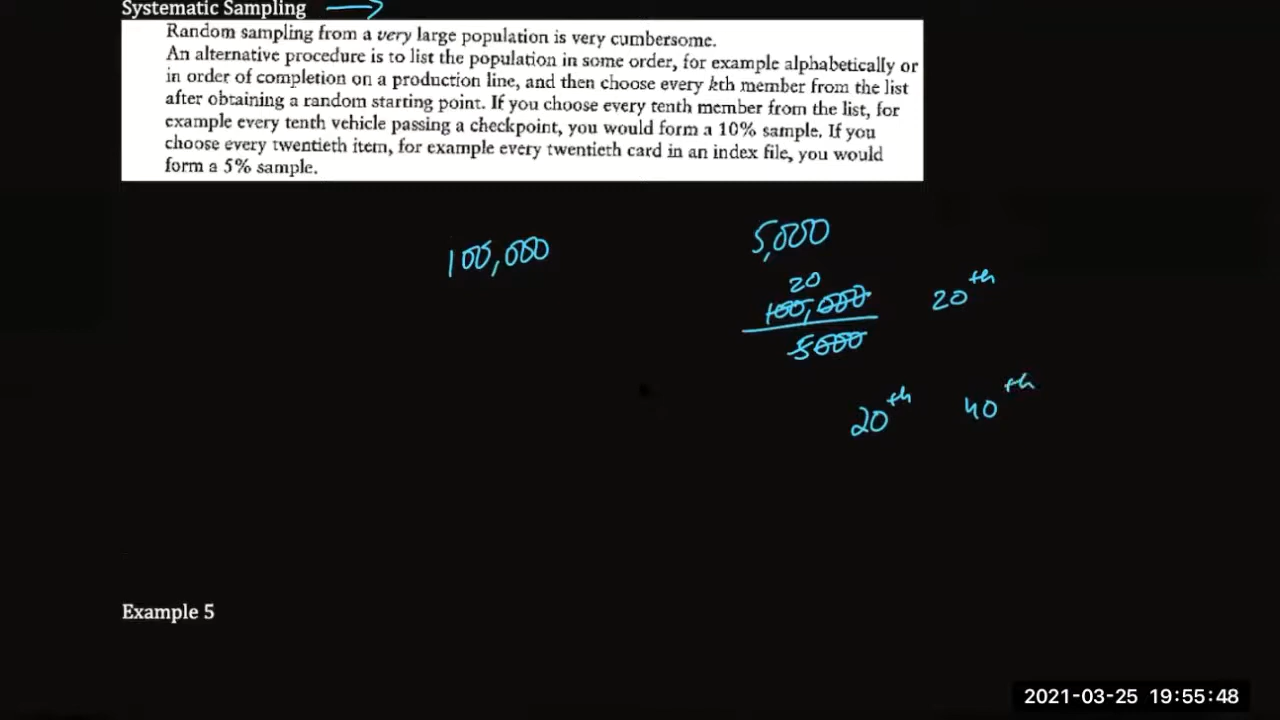 Systematic Sampling
Random sampling from a very large population is very cumbersome.
An alternative procedure is to list the population in some order, for example alphabetically or
in order of completion on a production line, and then choose every kth member from the list
after obtaining a random starting point. If you choose every tenth member from the list, for
example every tenth vehicle passing a checkpoint, you would form a 10% sample. If you
choose every twentieth item, for example every twentieth card in an index file, you would
form a 5% sample.
100,000
5,000
20
100,000
5000
20th
20th 40th
Example 5
2021-03-25 19:55:48